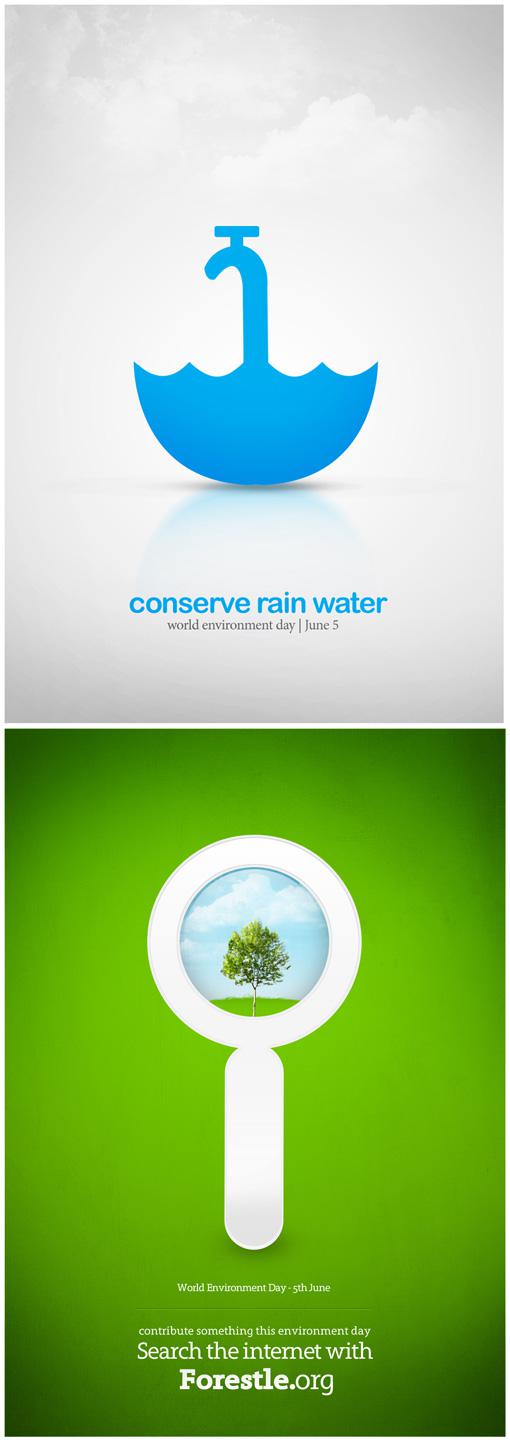 conserve rain water
world environment day | June 5
World Environment Day - 5th June
contribute something this environment day
Search the internet with
Forestle.org